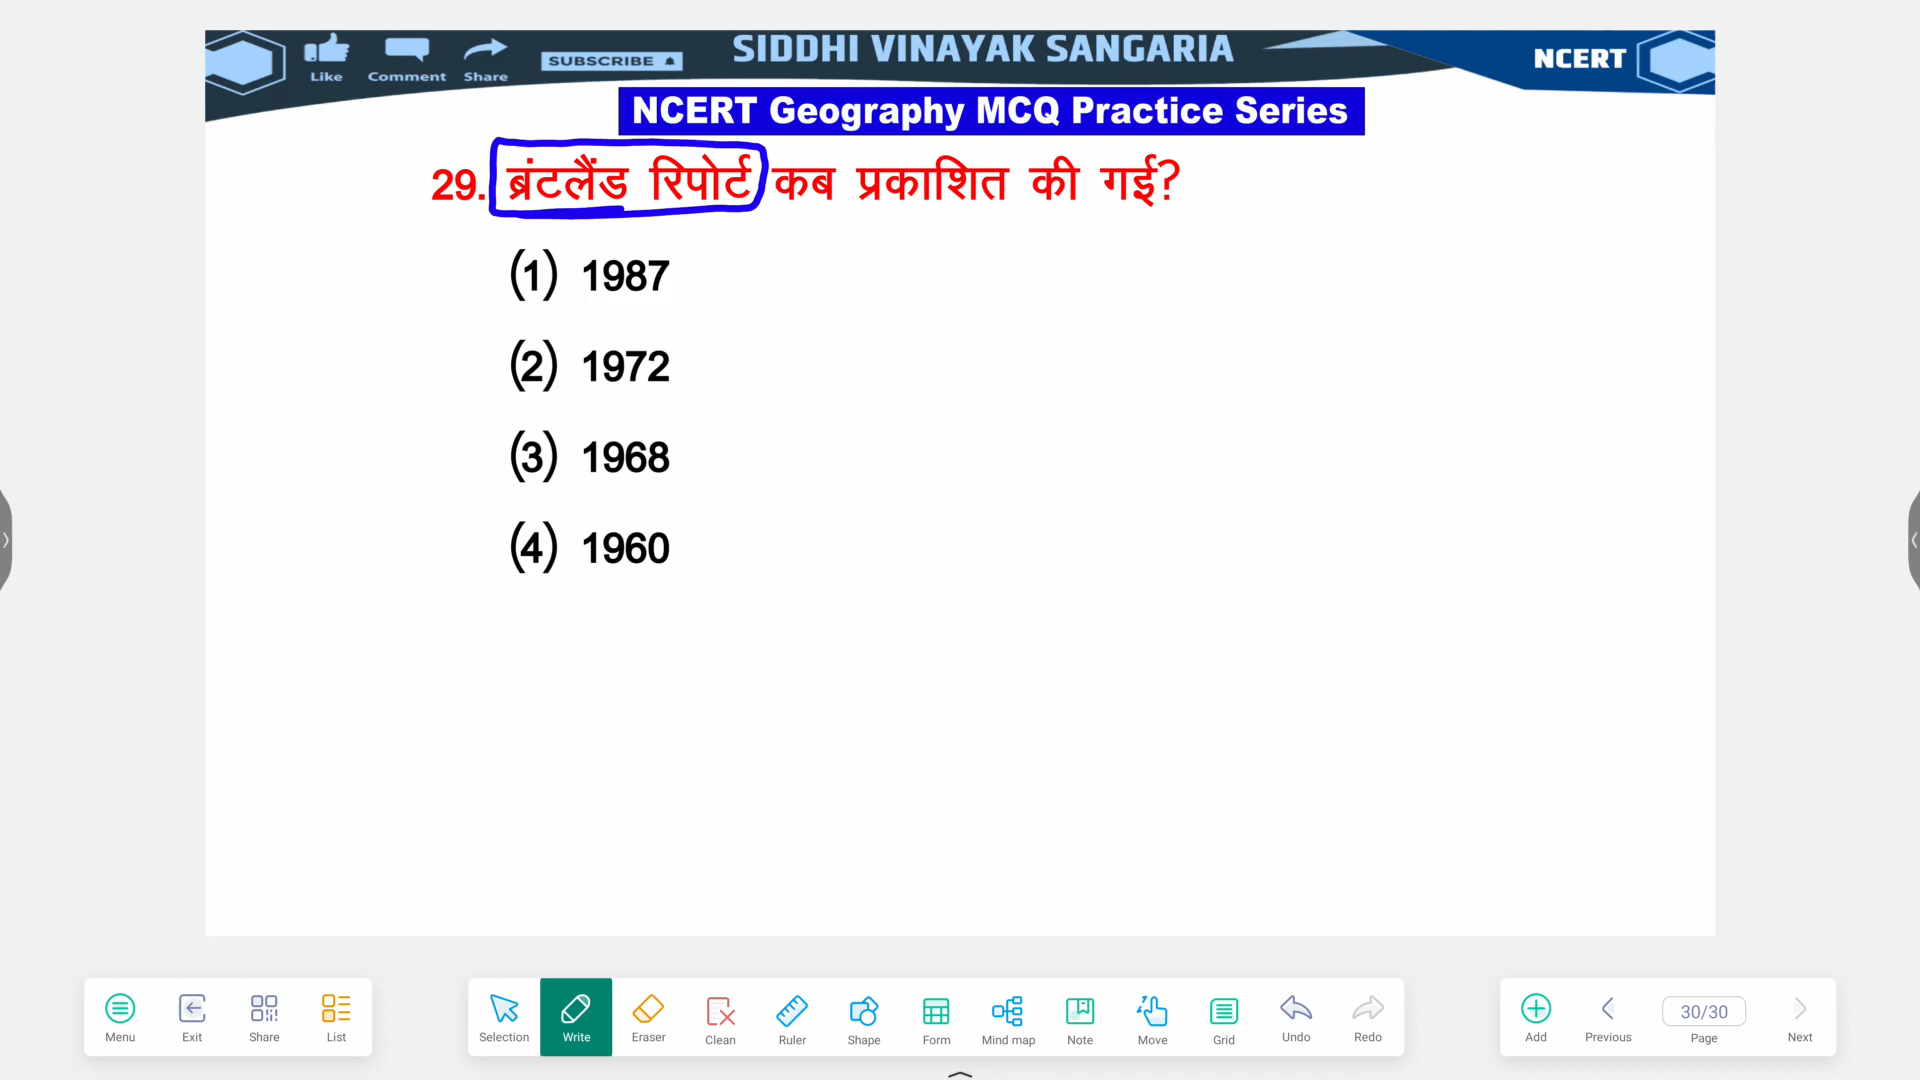 Like Comment Share SUBSCRIBE SIDDHI VINAYAK SANGARIA NCERT
NCERT Geography MCQ Practice Series
29. ब्रंटलैंड रिपोर्ट कब प्रकाशित की गई?
(1) 1987
(2) 1972
(3) 1968
(4) 1960
Menu Exit Share List Selection Write Eraser Clean Ruler Shape Form Mind map Note Move Grid Undo Redo Add Previous 30/30 Page Next